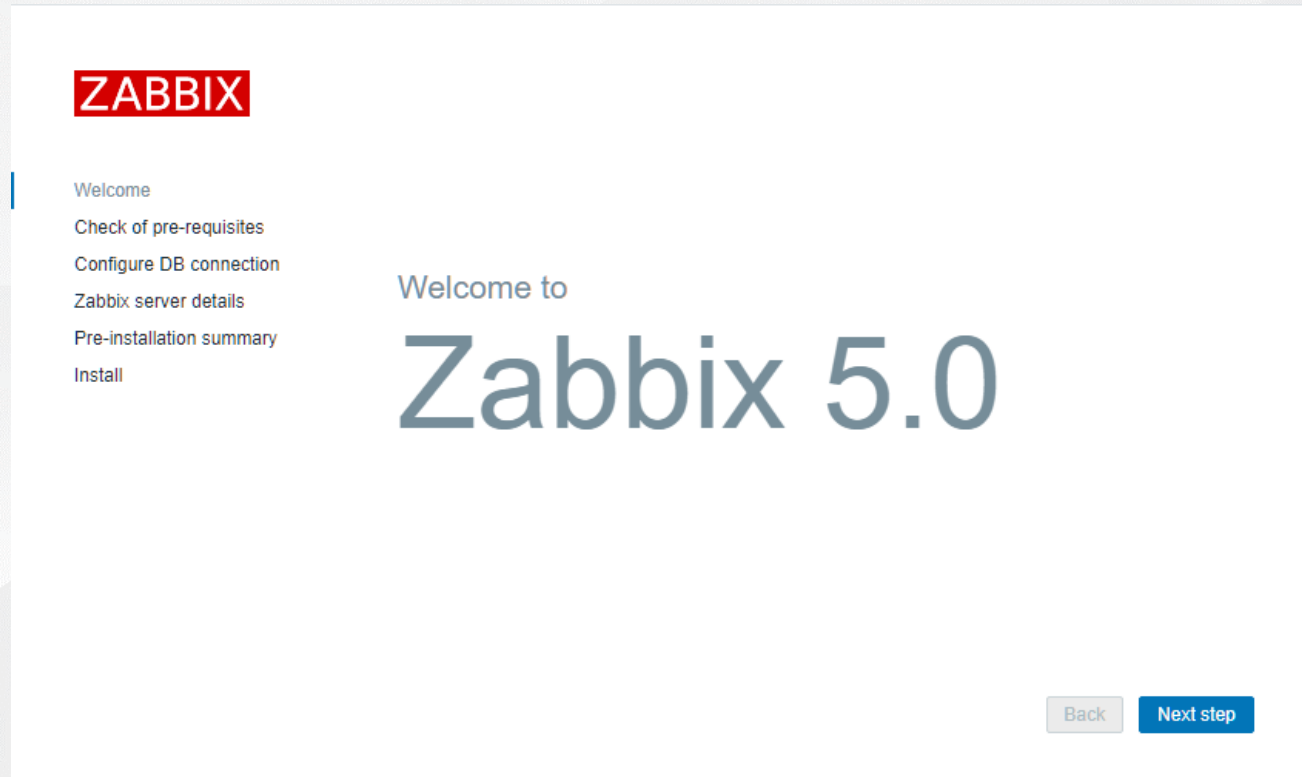 ZABBIX
Welcome
Check of pre-requisites
Configure DB connection
Zabbix server details
Pre-installation summary
Install
Welcome to
Zabbix 5.0
Back
Next step